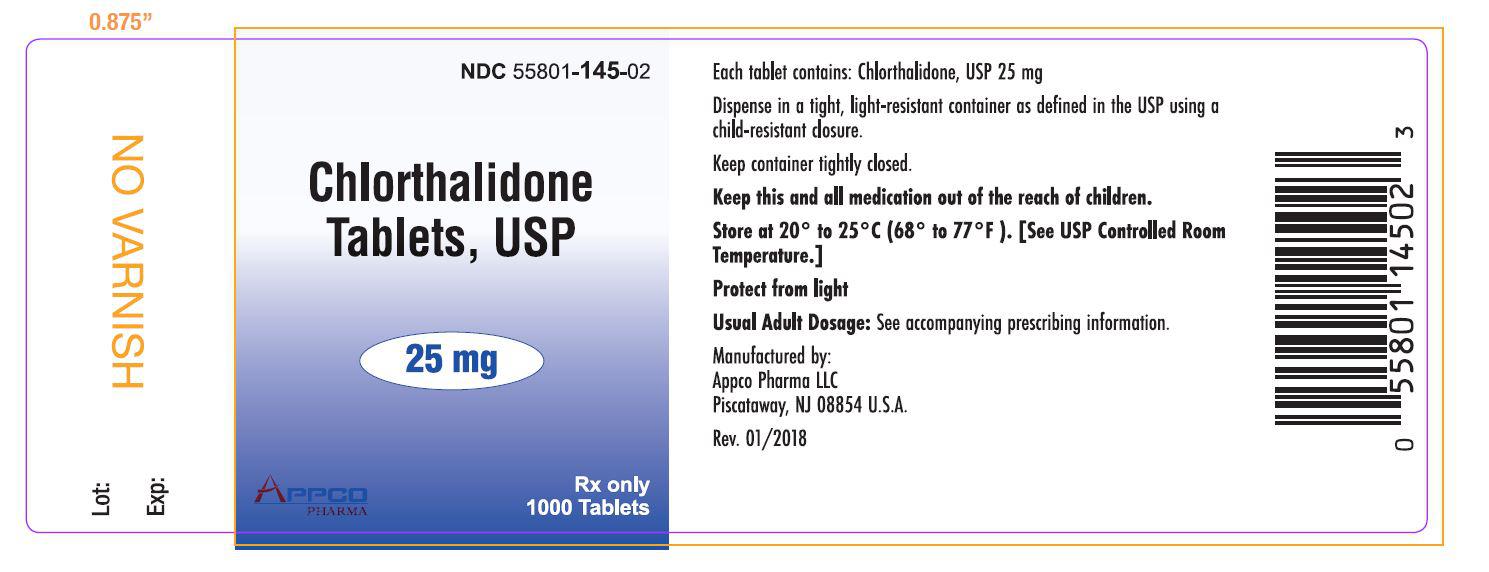 0.875”
NO VARNISH
Lot:
Exp:
NDC 55801-145-02
Chlorthalidone
Tablets, USP
25 mg
APPCO
PHARMA
Rx only
1000 Tablets
Each tablet contains: Chlorthalidone, USP 25 mg
Dispense in a tight, light-resistant container as defined in the USP using a
child-resistant closure.
Keep container tightly closed.
Keep this and all medication out of the reach of children.
Store at 20° to 25°C (68° to 77°F ). [See USP Controlled Room
Temperature.]
Protect from light
Usual Adult Dosage: See accompanying prescribing information.
Manufactured by:
Appco Pharma LLC
Piscataway, NJ 08854 U.S.A.
Rev. 01/2018
0 55801 14502 3